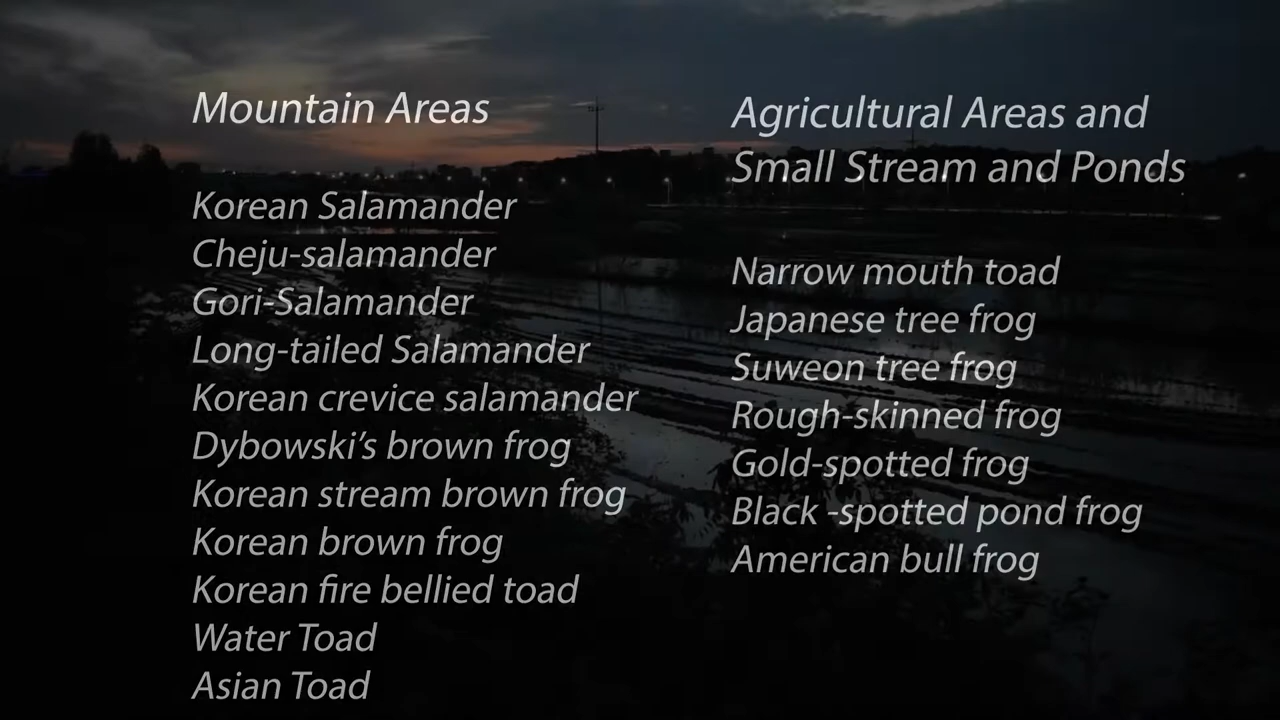 Mountain Areas
Korean Salamander
Cheju-salamander
Gori-Salamander
Long-tailed Salamander
Korean crevice salamander
Dybowski’s brown frog
Korean stream brown frog
Korean brown frog
Korean fire bellied toad
Water Toad
Asian Toad
Agricultural Areas and
Small Stream and Ponds
Narrow mouth toad
Japanese tree frog
Suweon tree frog
Rough-skinned frog
Gold-spotted frog
Black -spotted pond frog
American bull frog